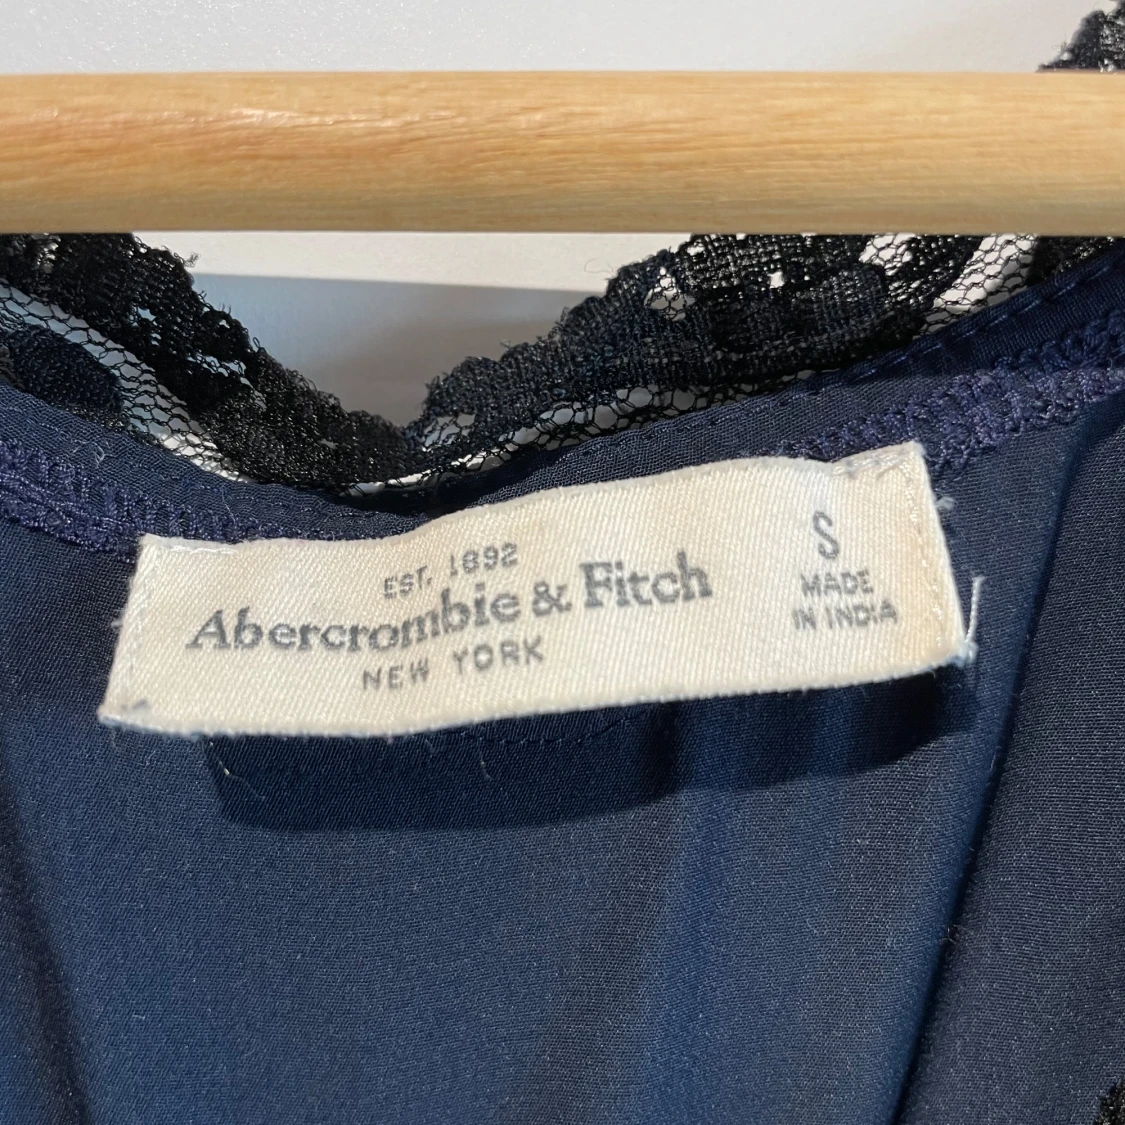 EST. 1892
Abercrombie & Fitch
NEW YORK
S
MADE
IN INDIA